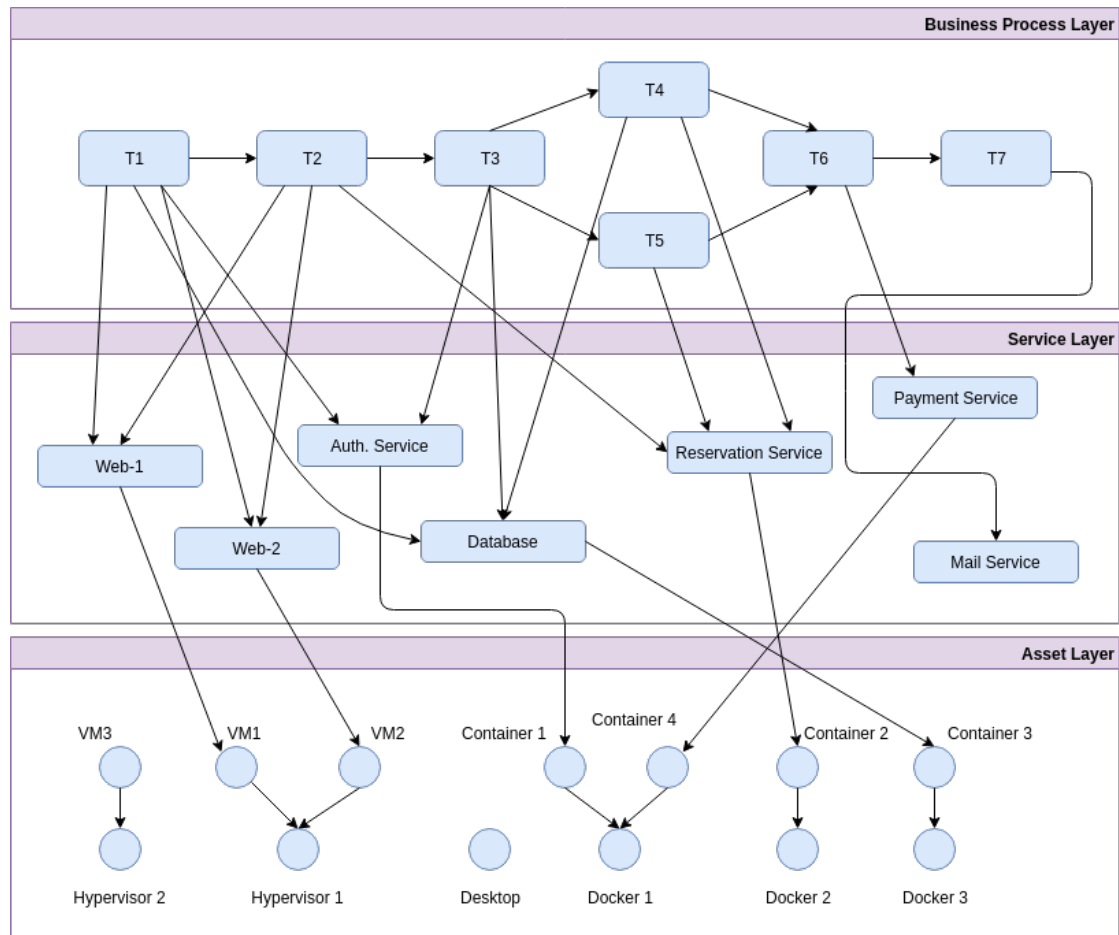 Business Process Layer
T4
T1
T2
T3
T6
T7
T5
Service Layer
Payment Service
Auth. Service
Reservation Service
Web-1
Database
Web-2
Mail Service
Asset Layer
Container 4
VM3
VM1
VM2
Container 1
Container 2
Container 3
Hypervisor 2
Hypervisor 1
Desktop
Docker 1
Docker 2
Docker 3